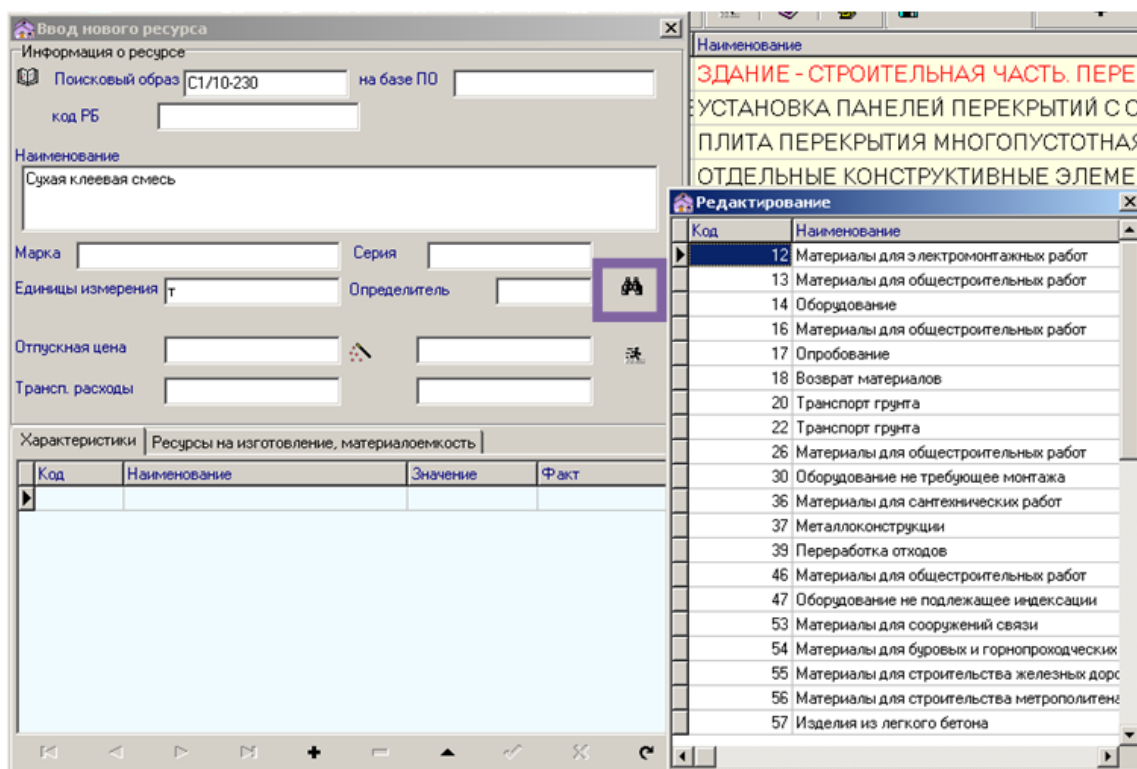 Ввод нового ресурса
Информация о ресурсе
Поисковый образ С1/10-230 на базе ПО
код РБ
Наименование
Сухая клеевая смесь
Марка Серия
Единицы измерения т Определитель
Отпускная цена
Трансп. расходы
Характеристики Ресурсы на изготовление, материалоемкость
Код Наименование Значение Факт
Наименование
ЗДАНИЕ - СТРОИТЕЛЬНАЯ ЧАСТЬ. ПЕРЕ
УСТАНОВКА ПАНЕЛЕЙ ПЕРЕКРЫТИЙ С О
ПЛИТА ПЕРЕКРЫТИЯ МНОГОПУСТОТНАЯ
ОТДЕЛЬНЫЕ КОНСТРУКТИВНЫЕ ЭЛЕМЕ
Редактирование
Код Наименование
12 Материалы для электромонтажных работ
13 Материалы для общестроительных работ
14 Оборудование
16 Материалы для общестроительных работ
17 Опробование
18 Возврат материалов
20 Транспорт грунта
22 Транспорт грунта
26 Материалы для общестроительных работ
30 Оборудование не требующее монтажа
36 Материалы для сантехнических работ
37 Металлоконструкции
39 Переработка отходов
46 Материалы для общестроительных работ
47 Оборудование не подлежащее индексации
53 Материалы для сооружений связи
54 Материалы для буровых и горнопроходческих
55 Материалы для строительства железных доро
56 Материалы для строительства метрополитена
57 Изделия из легкого бетона